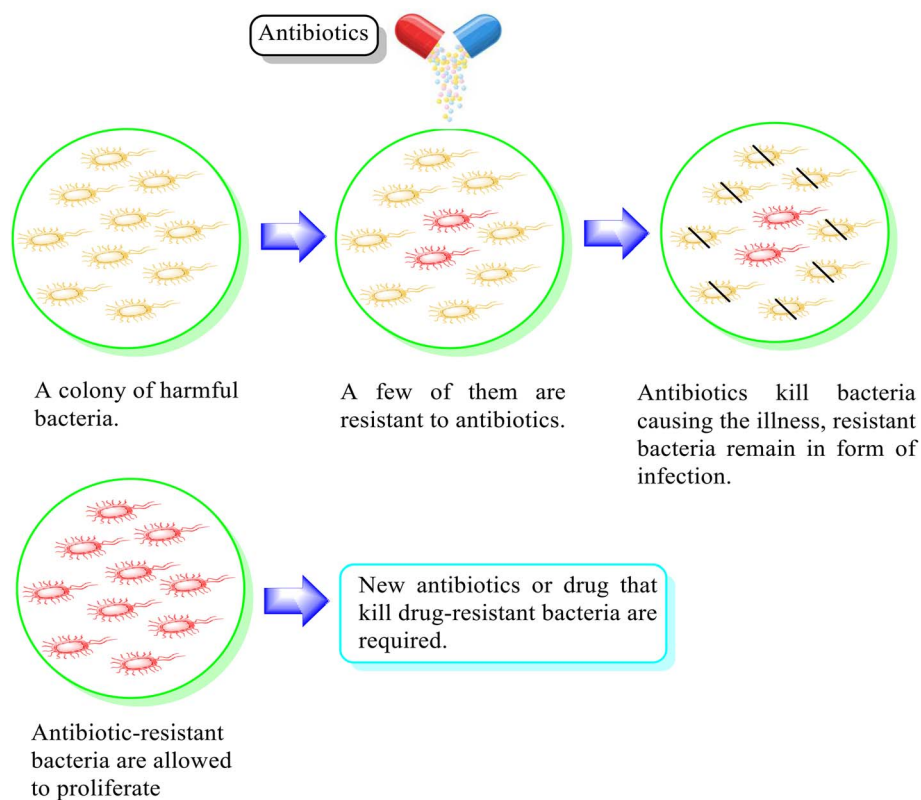 Antibiotics
A colony of harmful
bacteria.
A few of them are
resistant to antibiotics.
Antibiotics kill bacteria
causing the illness, resistant
bacteria remain in form of
infection.
Antibiotic-resistant
bacteria are allowed
to proliferate
New antibiotics or drug that
kill drug-resistant bacteria are
required.